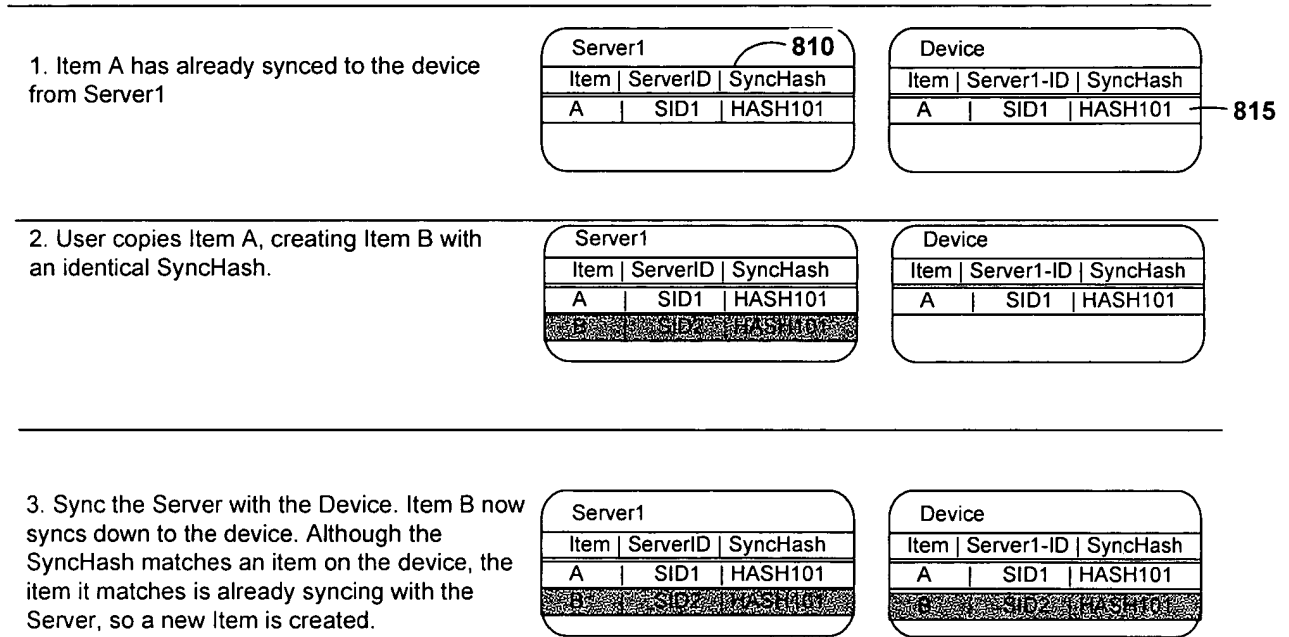 1. Item A has already synced to the device
from Server1
Server1
810
Item | ServerID | SyncHash
A | SID1 | HASH101
Device
Item | Server1-ID | SyncHash
A | SID1 | HASH101
815
2. User copies Item A, creating Item B with
an identical SyncHash.
Server1
Item | ServerID | SyncHash
A | SID1 | HASH101
B | SID2 | HASH101
Device
Item | Server1-ID | SyncHash
A | SID1 | HASH101
3. Sync the Server with the Device. Item B now
syncs down to the device. Although the
SyncHash matches an item on the device, the
item it matches is already syncing with the
Server, so a new Item is created.
Server1
Item | ServerID | SyncHash
A | SID1 | HASH101
B | SID2 | HASH101
Device
Item | Server1-ID | SyncHash
A | SID1 | HASH101
B | SID2 | HASH101